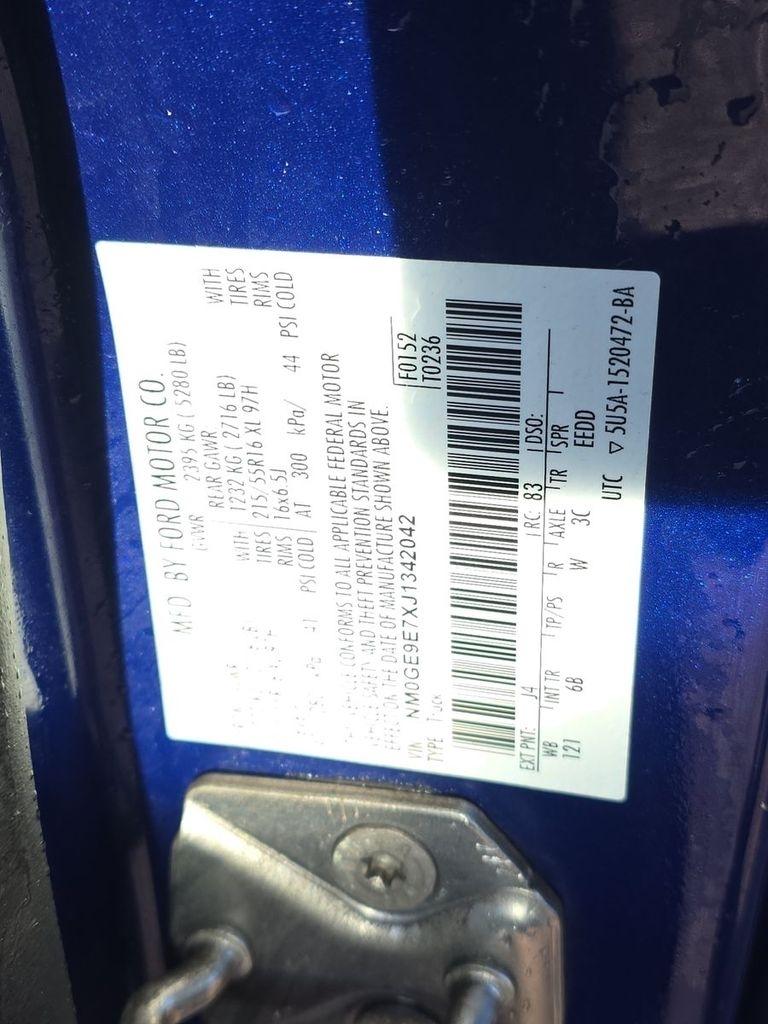 MFD BY FORD MOTOR CO.
GVWR 2395 KG ( 5280 LB)
REAR GAWR
WITH 1232 KG ( 2716 LB) WITH
TIRES 215/55R16 XL 97H TIRES
RIMS 16x6.5J RIMS
41 PSI COLD AT 300 kPa/ 44 PSI COLD
CONFORMS TO ALL APPLICABLE FEDERAL MOTOR
AND THEFT PREVENTION STANDARDS IN
EFFECT ON THE DATE OF MANUFACTURE SHOWN ABOVE.
VIN NM0GE9E7XJ1342042 F0152
TYPE Truck T0236
EXT PNT: J4 RC: 83 DSO:
WB INT TR TP/PS R AXLE TR SPR
121 6B W 3C EEDD
UTC ▽ 5U5A-1520472-BA